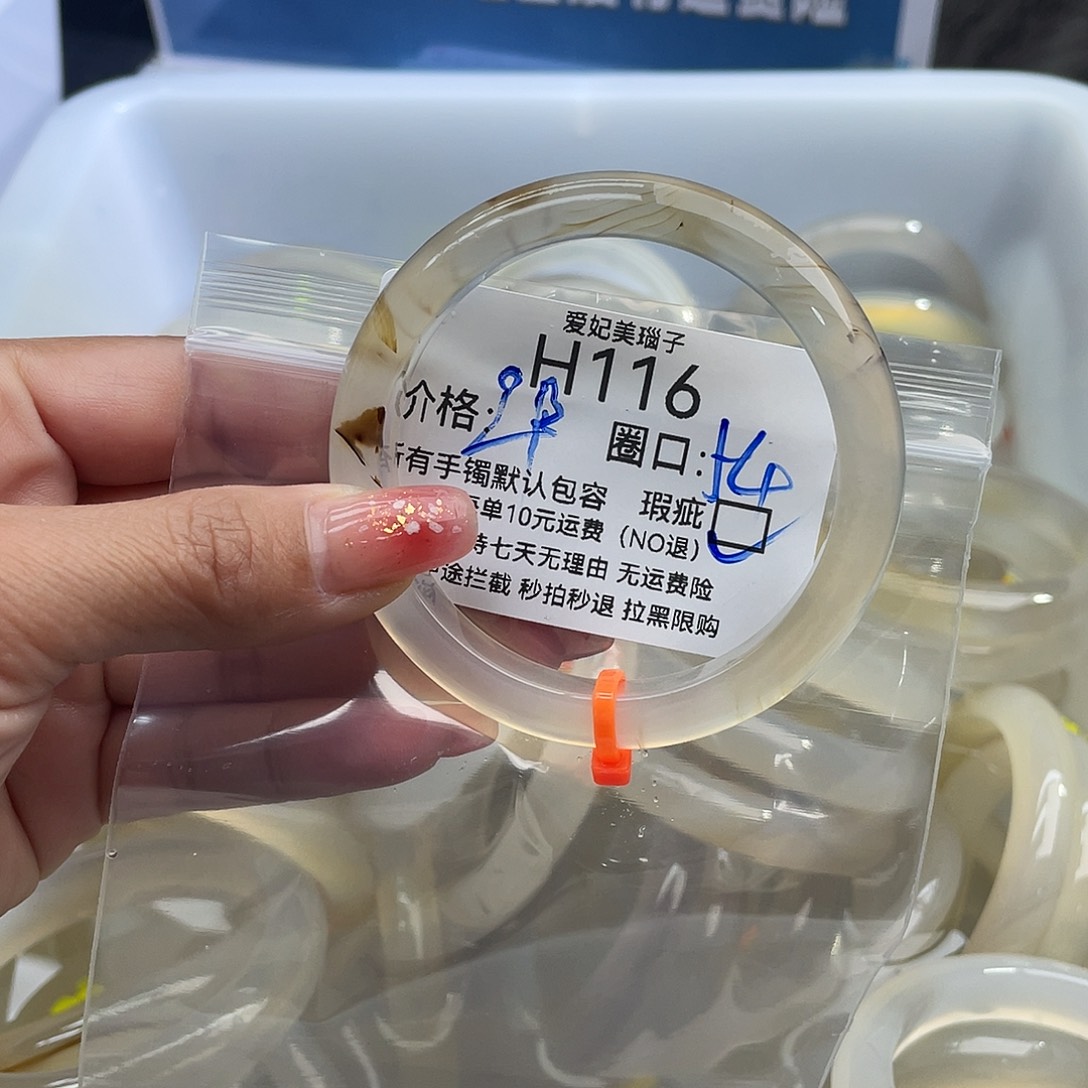 爱妃美瑙子
H116
介格:
圈口:
所有手镯默认包容 瑕疵
单10元运费 (NO退)
持七天无理由 无运费险
途拦截 秒拍秒退 拉黑限购